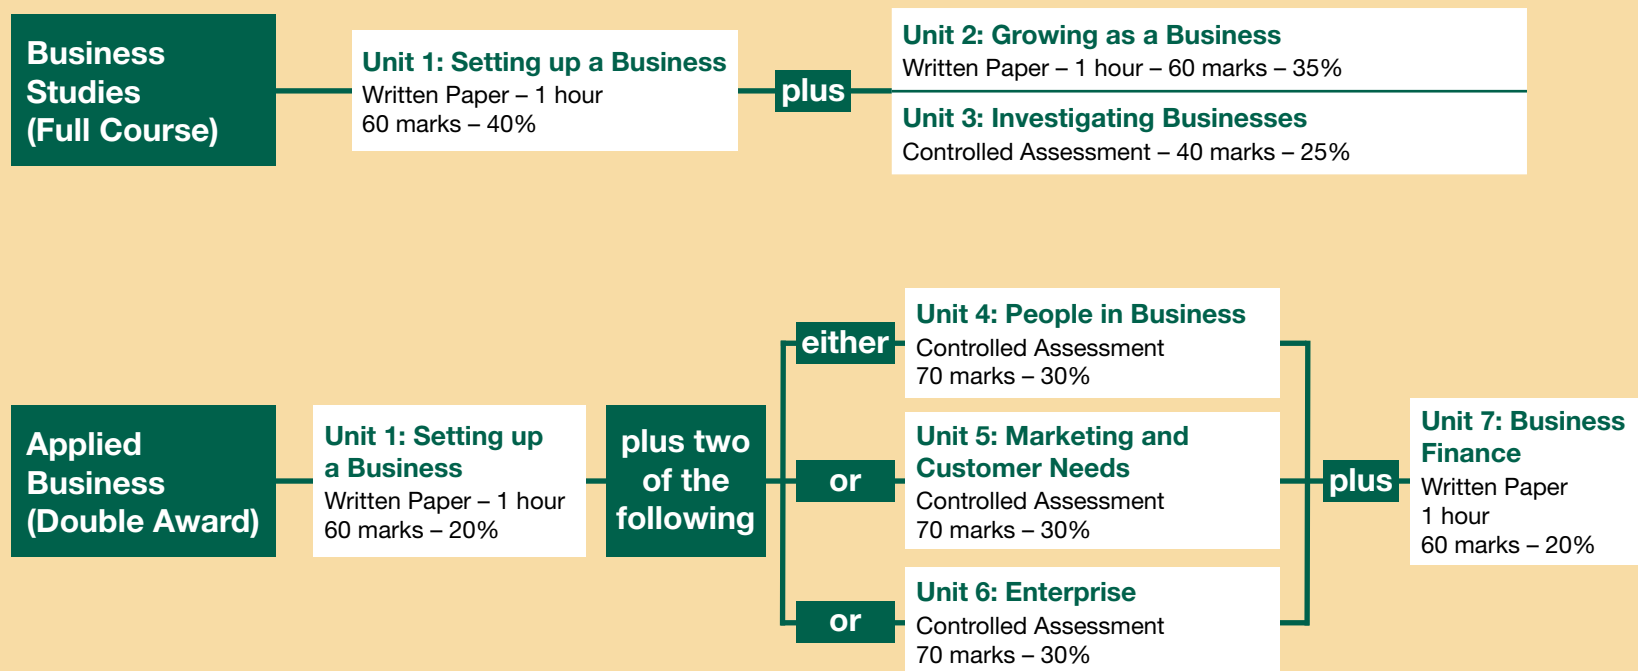 Business
Studies
(Full Course)
Unit 1: Setting up a Business
Written Paper – 1 hour
60 marks – 40%
plus
Unit 2: Growing as a Business
Written Paper – 1 hour – 60 marks – 35%
Unit 3: Investigating Businesses
Controlled Assessment – 40 marks – 25%
Applied
Business
(Double Award)
Unit 1: Setting up
a Business
Written Paper – 1 hour
60 marks – 20%
plus two
of the
following
either
Unit 4: People in Business
Controlled Assessment
70 marks – 30%
or
Unit 5: Marketing and
Customer Needs
Controlled Assessment
70 marks – 30%
or
Unit 6: Enterprise
Controlled Assessment
70 marks – 30%
plus
Unit 7: Business
Finance
Written Paper
1 hour
60 marks – 20%